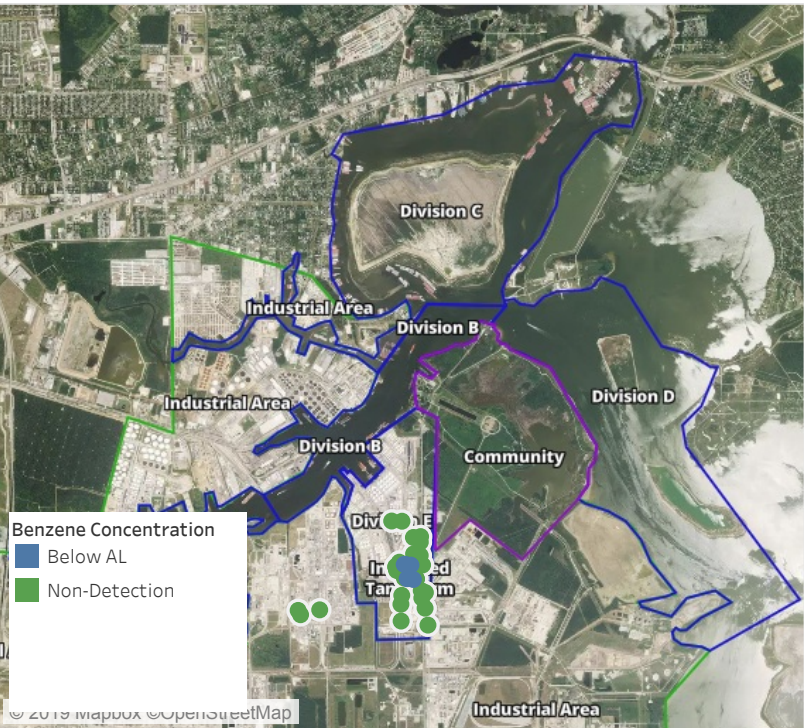 Division C
Industrial Area
Division B
Division D
Industrial Area
Division B
Community
E
Benzene Concentration
Below AL
Non-Detection
© 2019 Mapbox ©OpenStreetMap
Industrial Area